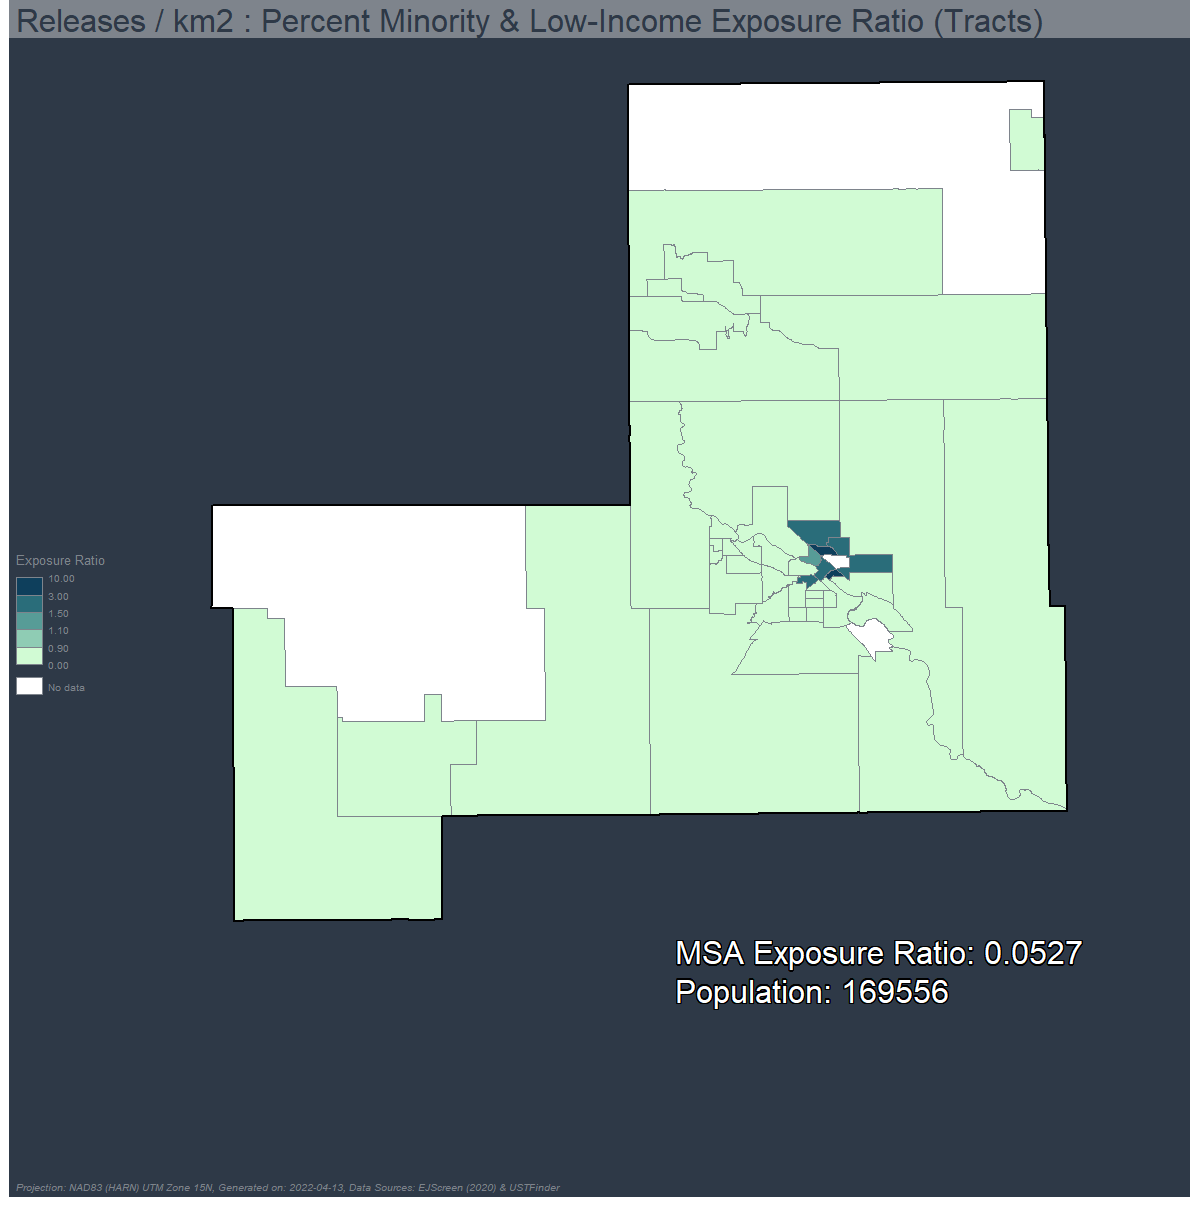 Releases / km2 : Percent Minority & Low-Income Exposure Ratio (Tracts)
Exposure Ratio
10.00
3.00
1.50
1.10
0.90
0.00
No data
MSA Exposure Ratio: 0.0527
Population: 169556
Projection: NAD83 (HARN) UTM Zone 15N, Generated on: 2022-04-13, Data Sources: EJScreen (2020) & USTFinder